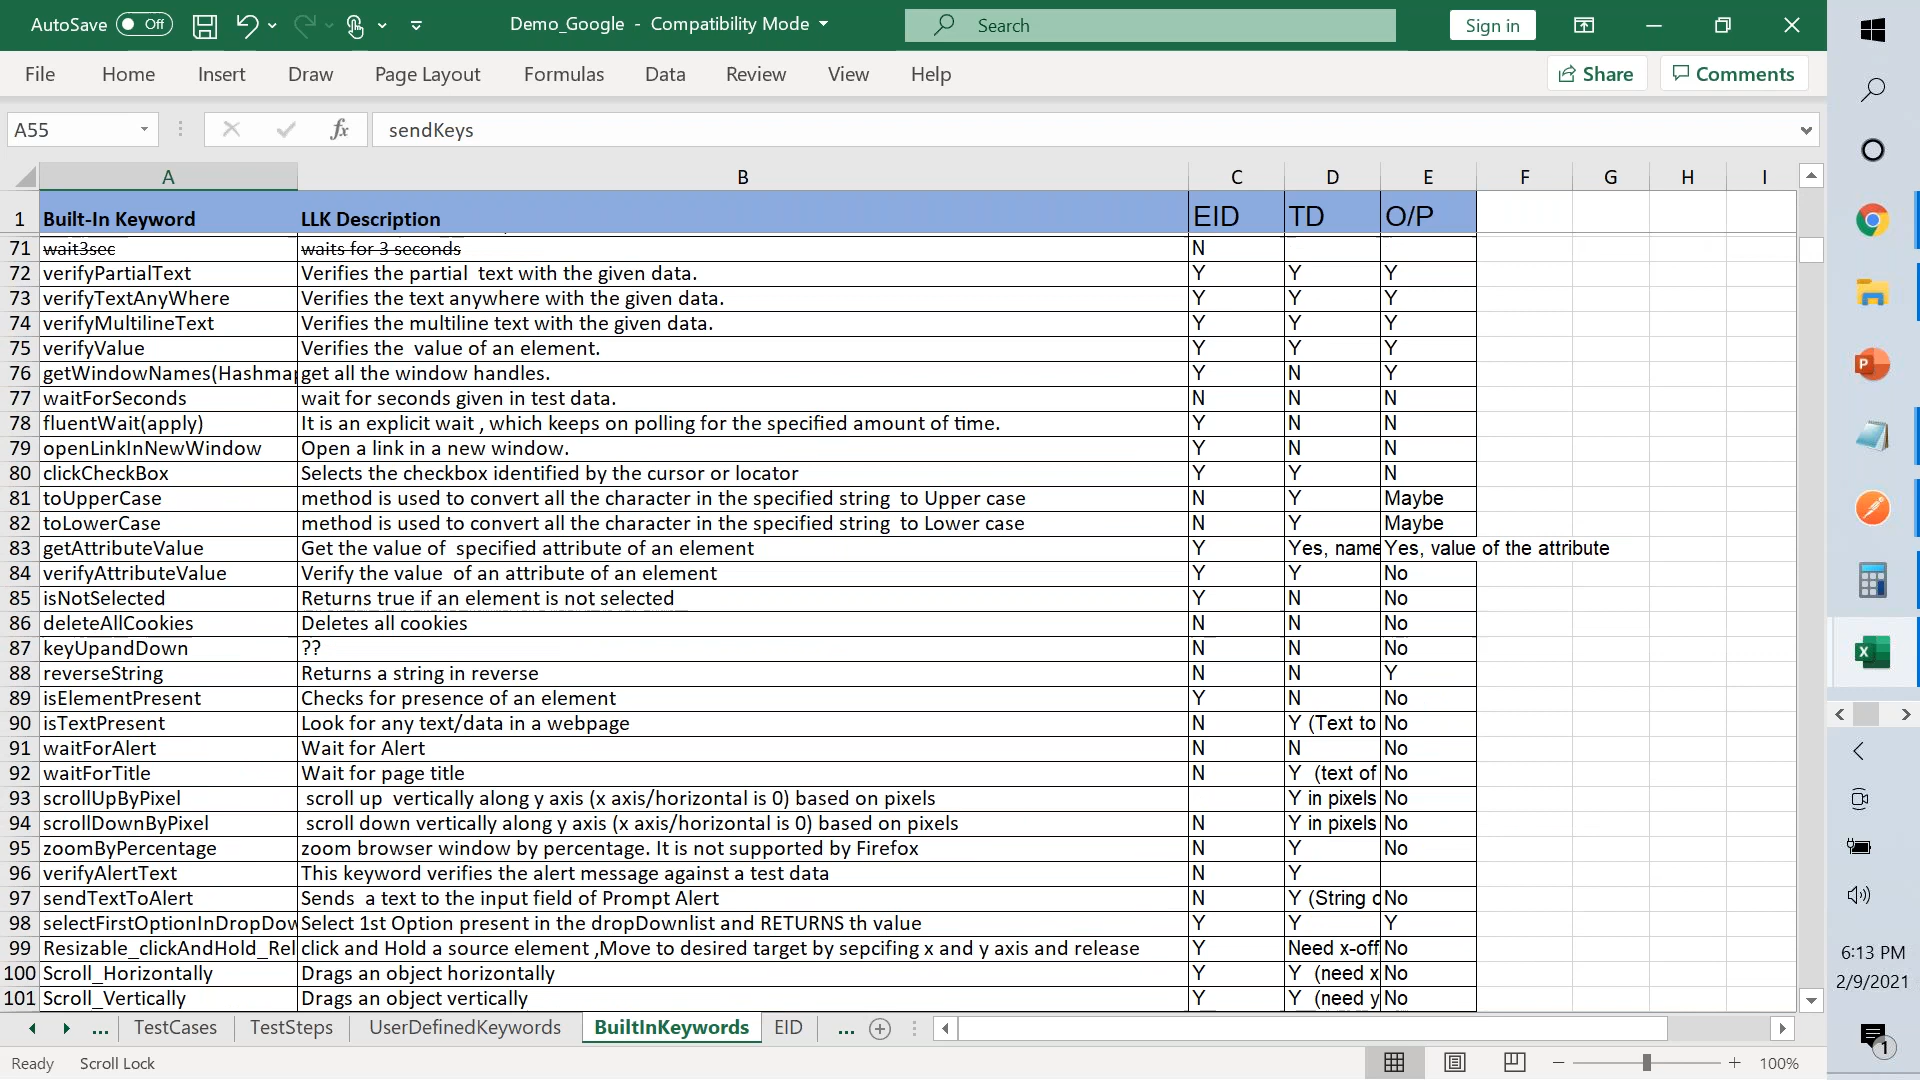 AutoSave Off Demo_Google - Compatibility Mode Search Sign in
File Home Insert Draw Page Layout Formulas Data Review View Help Share Comments
A55 fx sendKeys
A B C D E F G H I
1 Built-In Keyword LLK Description EID TD O/P
71 wait3sec waits for 3 seconds N
72 verifyPartialText Verifies the partial text with the given data. Y Y Y
73 verifyTextAnyWhere Verifies the text anywhere with the given data. Y Y Y
74 verifyMultilineText Verifies the multiline text with the given data. Y Y Y
75 verifyValue Verifies the value of an element. Y Y Y
76 getWindowNames(Hashmap get all the window handles. Y N Y
77 waitForSeconds wait for seconds given in test data. N N N
78 fluentWait(apply) It is an explicit wait , which keeps on polling for the specified amount of time. Y N N
79 openLinkInNewWindow Open a link in a new window. Y N N
80 clickCheckBox Selects the checkbox identified by the cursor or locator Y Y N
81 toUpperCase method is used to convert all the character in the specified string to Upper case N Y Maybe
82 toLowerCase method is used to convert all the character in the specified string to Lower case N Y Maybe
83 getAttributeValue Get the value of specified attribute of an element Y Yes, name Yes, value of the attribute
84 verifyAttributeValue Verify the value of an attribute of an element Y Y No
85 isNotSelected Returns true if an element is not selected Y N No
86 deleteAllCookies Deletes all cookies N N No
87 keyUpandDown ?? N N No
88 reverseString Returns a string in reverse N N Y
89 isElementPresent Checks for presence of an element Y N No
90 isTextPresent Look for any text/data in a webpage N Y (Text to No
91 waitForAlert Wait for Alert N N No
92 waitForTitle Wait for page title N Y (text of No
93 scrollUpByPixel scroll up vertically along y axis (x axis/horizontal is 0) based on pixels Y in pixels No
94 scrollDownByPixel scroll down vertically along y axis (x axis/horizontal is 0) based on pixels N Y in pixels No
95 zoomByPercentage zoom browser window by percentage. It is not supported by Firefox N Y No
96 verifyAlertText This keyword verifies the alert message against a test data N Y
97 sendTextToAlert Sends a text to the input field of Prompt Alert N Y (String No
98 selectFirstOptionInDropDow Select 1st Option present in the dropDownlist and RETURNS th value Y Y Y
99 Resizable_clickAndHold_Rel click and Hold a source element ,Move to desired target by sepcifing x and y axis and release Y Need x-off No
100 Scroll_Horizontally Drags an object horizontally Y Y (need x No
101 Scroll_Vertically Drags an object vertically Y Y (need y No
... TestCases TestSteps UserDefinedKeywords BuiltInKeywords EID ...
Ready Scroll Lock 100%
6:13 PM
2/9/2021
1